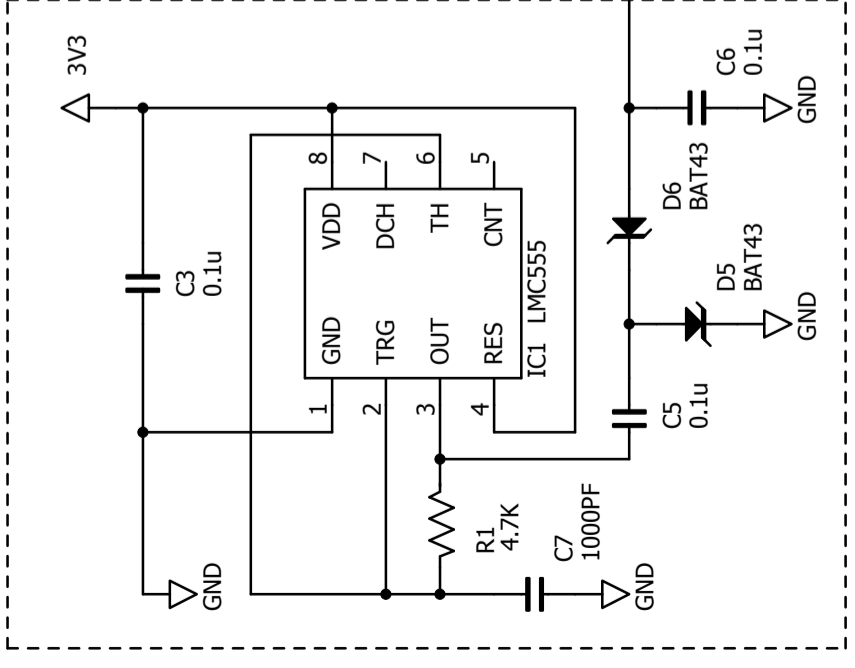 3V3
C6
0.1u
GND
8
7
6
5
C3
0.1u
VDD
DCH
TH
CNT
D6
BAT43
GND
TRG
OUT
RES
IC1 LMC555
D5
BAT43
GND
1
2
3
4
C5
0.1u
R1
4.7K
C7
1000PF
GND
GND